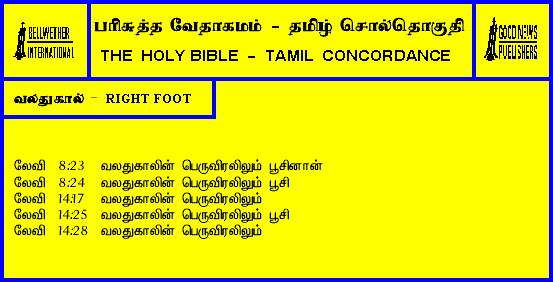 BELLWETHER
INTERNATIONAL
பரிசுத்த வேதாகமம் - தமிழ் சொல்தொகுதி
THE HOLY BIBLE - TAMIL CONCORDANCE
GOOD NEWS
PUBLISHERS
வலதுகால் - RIGHT FOOT
லேவி 8:23 வலதுகாலின் பெருவிரலிலும் பூசினான்
லேவி 8:24 வலதுகாலின் பெருவிரலிலும் பூசி
லேவி 14:17 வலதுகாலின் பெருவிரலிலும்
லேவி 14:25 வலதுகாலின் பெருவிரலிலும் பூசி
லேவி 14:28 வலதுகாலின் பெருவிரலிலும்